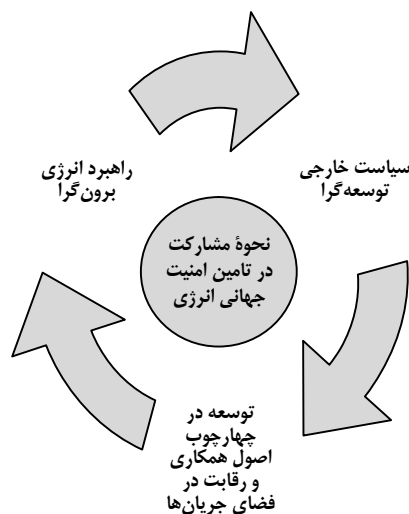 سیاست خارجی
توسعه‌گرا
راهبرد انرژی
برون‌گرا
نحوهٔ مشارکت
در تامین امنیت
جهانی انرژی
توسعه در
چهارچوب
اصول همکاری
و رقابت در
فضای جریان‌ها